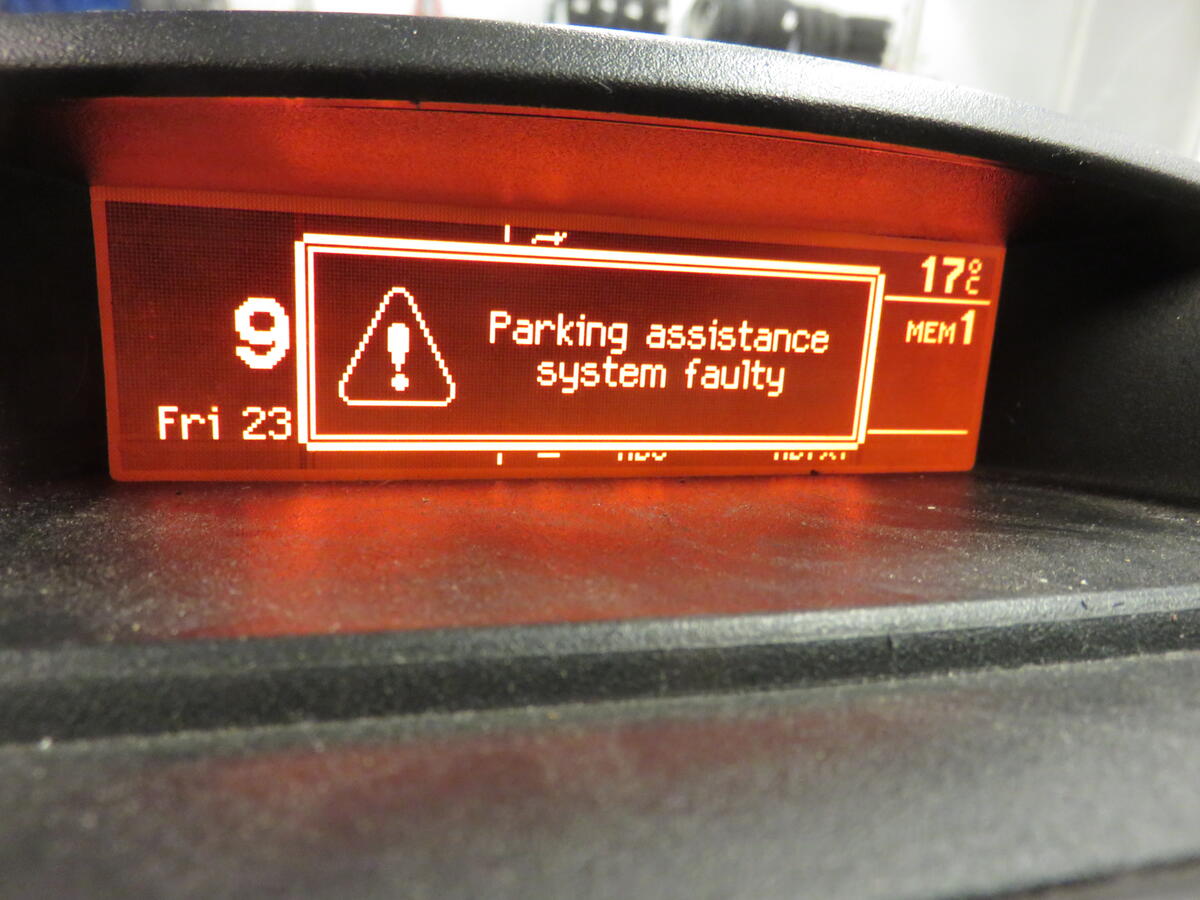 17°C
MEM 1
9
Parking assistance
system faulty
Fri 23